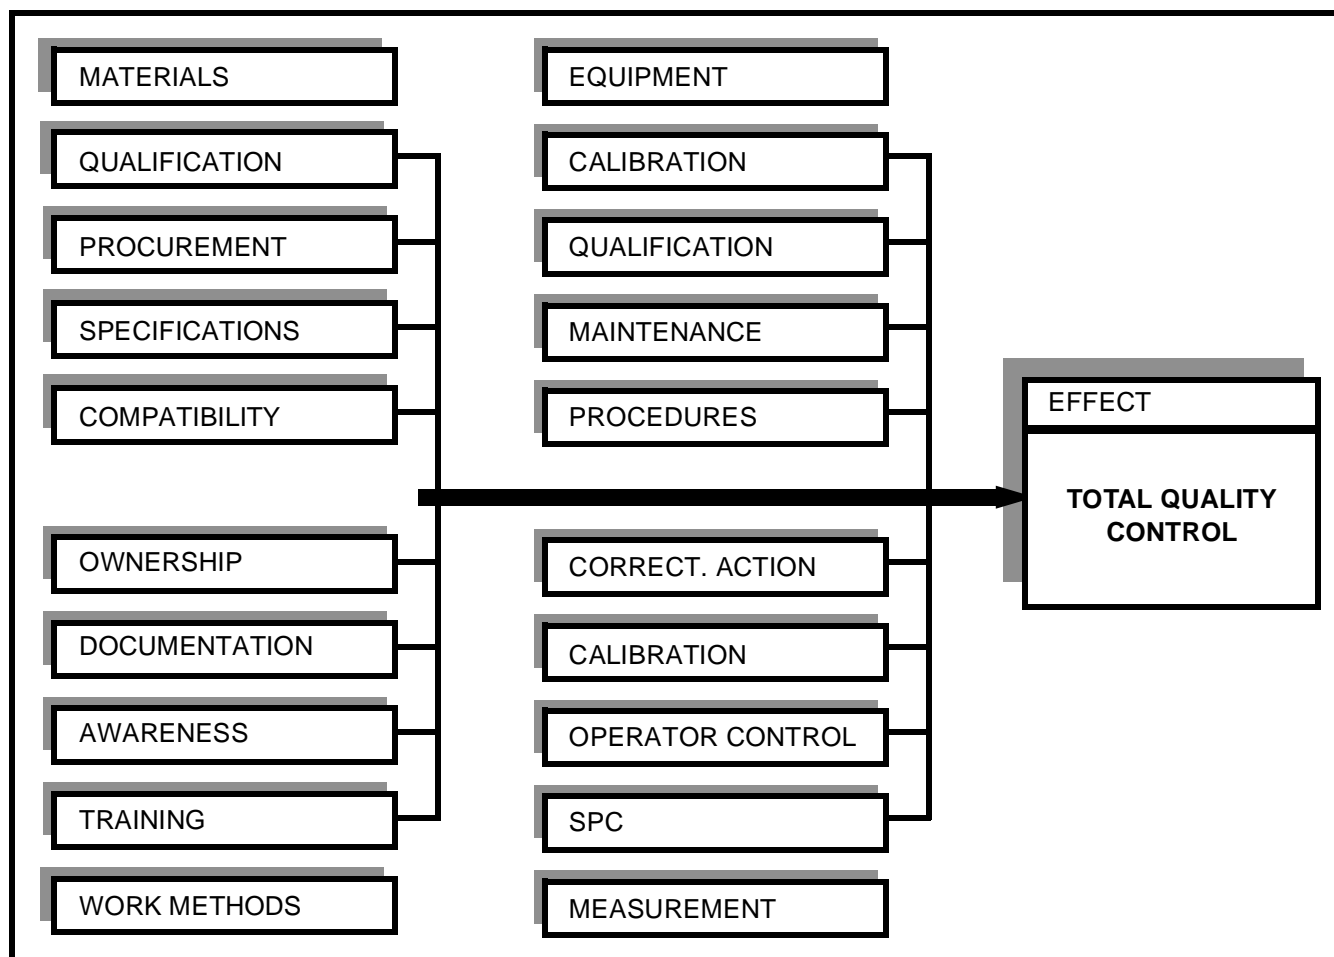 MATERIALS
QUALIFICATION
PROCUREMENT
SPECIFICATIONS
COMPATIBILITY
OWNERSHIP
DOCUMENTATION
AWARENESS
TRAINING
WORK METHODS
EQUIPMENT
CALIBRATION
QUALIFICATION
MAINTENANCE
PROCEDURES
CORRECT. ACTION
CALIBRATION
OPERATOR CONTROL
SPC
MEASUREMENT
EFFECT
TOTAL QUALITY
CONTROL